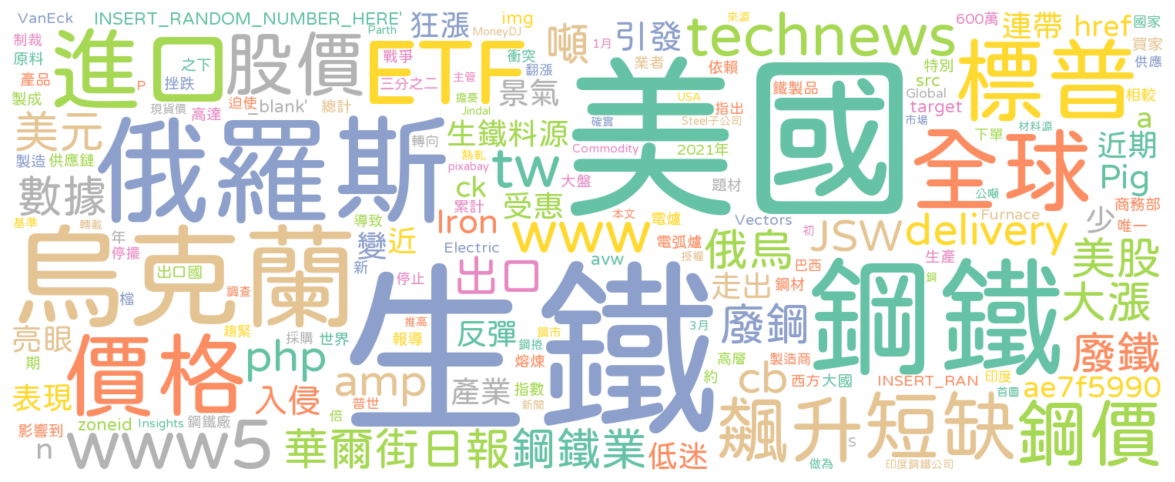 VanEck INSERT_RANDOM_NUMBER_HERE' Parth 狂漲 img 600萬 連帶 href 來源 國家
制裁 進口 股價 ETF MoneyDJ 噸 引發 technews 1月 標普 買家
原料 之下 挫跌 戰爭 衝突 業者 依賴 特別 src 供應
產品 P 三分之二 翻漲 景氣 鐵製品 Global 相較
製成 高達 迫使 _blank' 總計 主管 擔憂 USA 指出 target 市場
美元 俄羅斯 現貨價 轉向 Jindal 確實 Steel子公司 美國 下單 材料源 全球 a
製造 供應鏈 生鐵料源 熱軋 Commodity 2021年 近期
數據 tw pixabay 大盤 題材 公噸 Pig
ck 累計 受惠 商務部
基準 轉載 導致 Iron 本文 電爐 Vectors Furnace 少 唯一
烏克蘭 年 停擺 變 近 www 電弧爐 授權 俄烏 初 JSW delivery
新 Electric avw 生產 美股
出口國 出口 停止 走出 巴西 鋼材 鋼 大漲
檔 調查 生鐵 鋼鐵
亮眼 趨緊 採購 世界 推高 報導 反彈 鋼市 3月 廢鋼 廢鐵
期 價格 php 鋼捲 熔煉 高層 製造商
表現 入侵 amp 產業 指數 約 cb 西方 大國 INSERT_RAN 印度 ae7f5990
倍 普世 新聞 首圖
影響到 zoneid Insights 鋼鐵廠 飆升 短缺 鋼價
n www5 華爾街日報 鋼鐵業 低迷 s 做為 印度鋼鐵公司